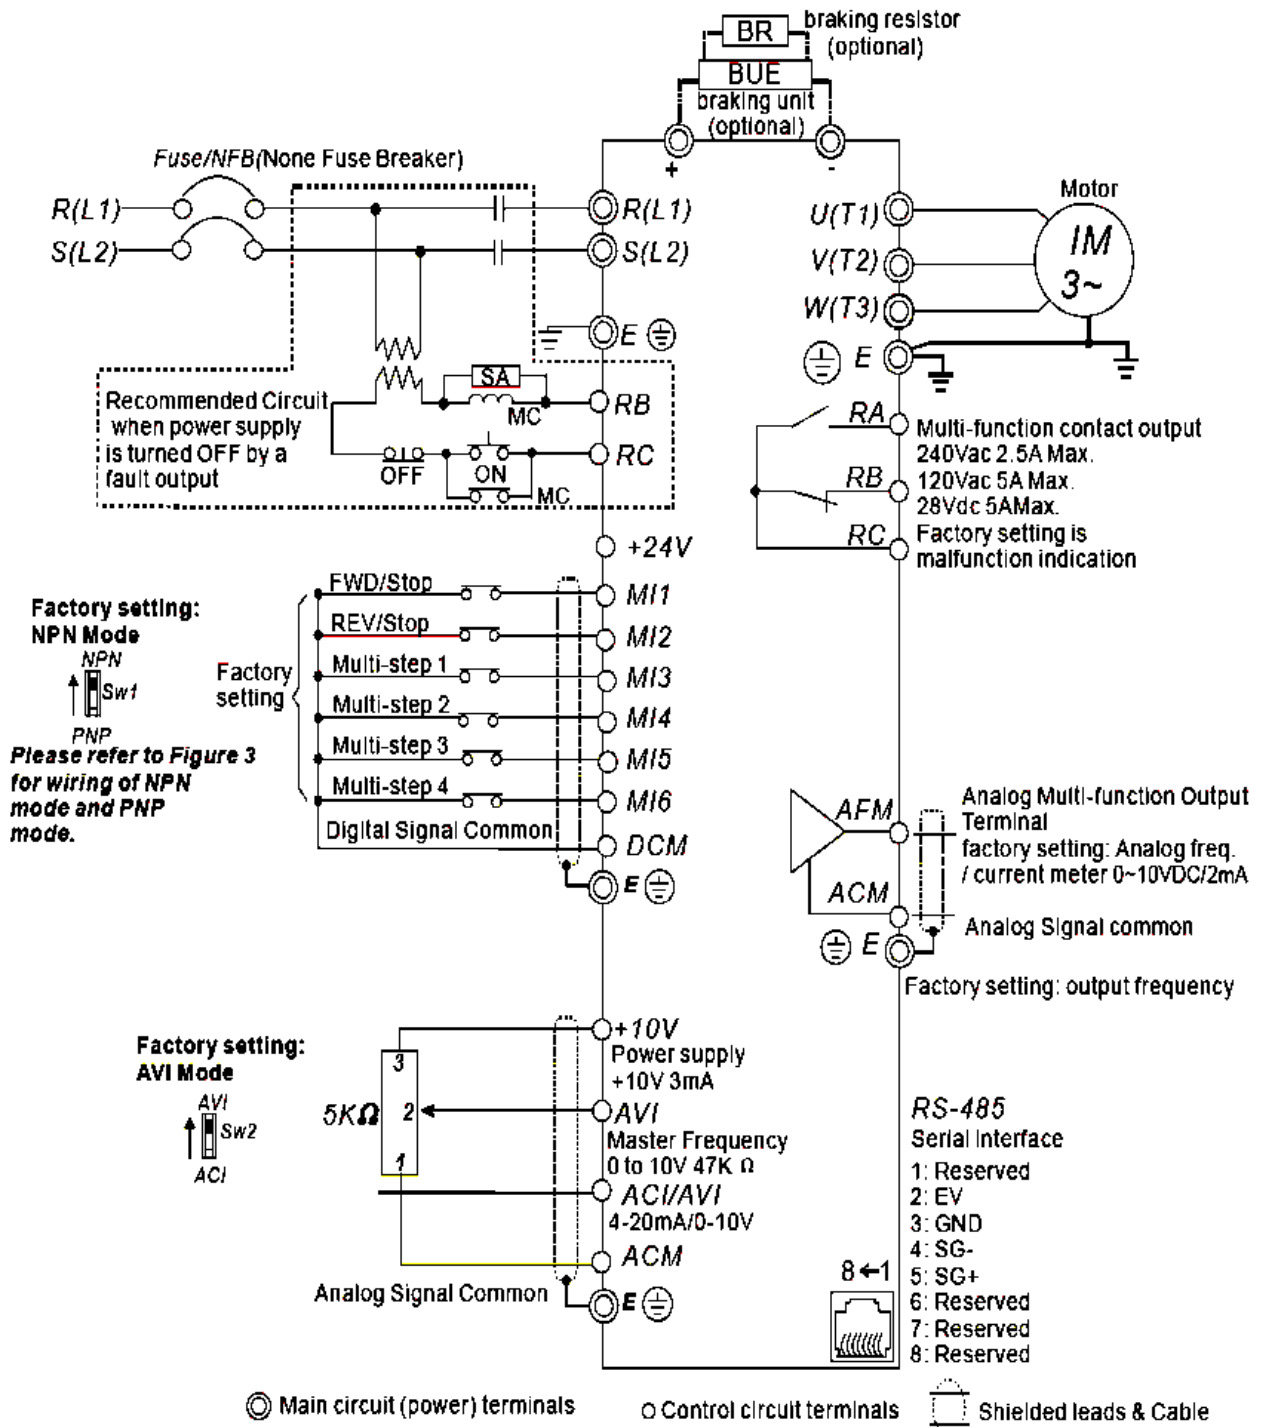 BR
braking resistor
(optional)
BUE
braking unit
(optional)
+
-
Fuse/NFB(None Fuse Breaker)
R(L1)
S(L2)
R(L1)
S(L2)
E
Motor
U(T1)
V(T2)
W(T3)
IM
3~
E
Recommended Circuit
when power supply
is turned OFF by a
fault output
SA
MC
OFF
ON
MC
RB
RC
RA
RB
RC
Multi-function contact output
240Vac 2.5A Max.
120Vac 5A Max.
28Vdc 5AMax.
Factory setting is
malfunction indication
+24V
Factory setting:
NPN Mode
NPN
Sw1
PNP
Please refer to Figure 3
for wiring of NPN
mode and PNP
mode.
Factory
setting
FWD/Stop
MI1
REV/Stop
MI2
Multi-step 1
MI3
Multi-step 2
MI4
Multi-step 3
MI5
Multi-step 4
MI6
Digital Signal Common
DCM
E
AFM
ACM
E
Analog Multi-function Output
Terminal
factory setting: Analog freq.
/ current meter 0~10VDC/2mA
Analog Signal common
Factory setting: output frequency
Factory setting:
AVI Mode
AVI
Sw2
ACI
5KΩ
3
2
1
+10V
Power supply
+10V 3mA
AVI
Master Frequency
0 to 10V 47K Ω
ACI/AVI
4-20mA/0-10V
ACM
Analog Signal Common
E
RS-485
Serial Interface
1: Reserved
2: EV
3: GND
4: SG-
5: SG+
6: Reserved
7: Reserved
8: Reserved
8←1
Main circuit (power) terminals
Control circuit terminals
Shielded leads & Cable